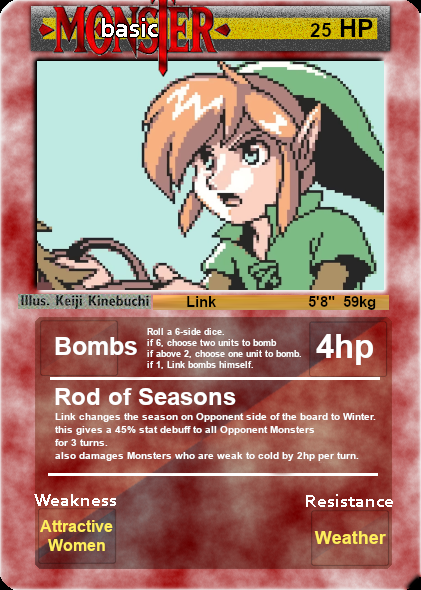 MONSTER
basic
25 HP
Illus. Keiji Kinebuchi
Link
5'8" 59kg
Bombs
Roll a 6-side dice.
if 6, choose two units to bomb
if above 2, choose one unit to bomb.
if 1, Link bombs himself.
4hp
Rod of Seasons
Link changes the season on Opponent side of the board to Winter.
this gives a 45% stat debuff to all Opponent Monsters
for 3 turns.
also damages Monsters who are weak to cold by 2hp per turn.
Weakness
Attractive
Women
Resistance
Weather